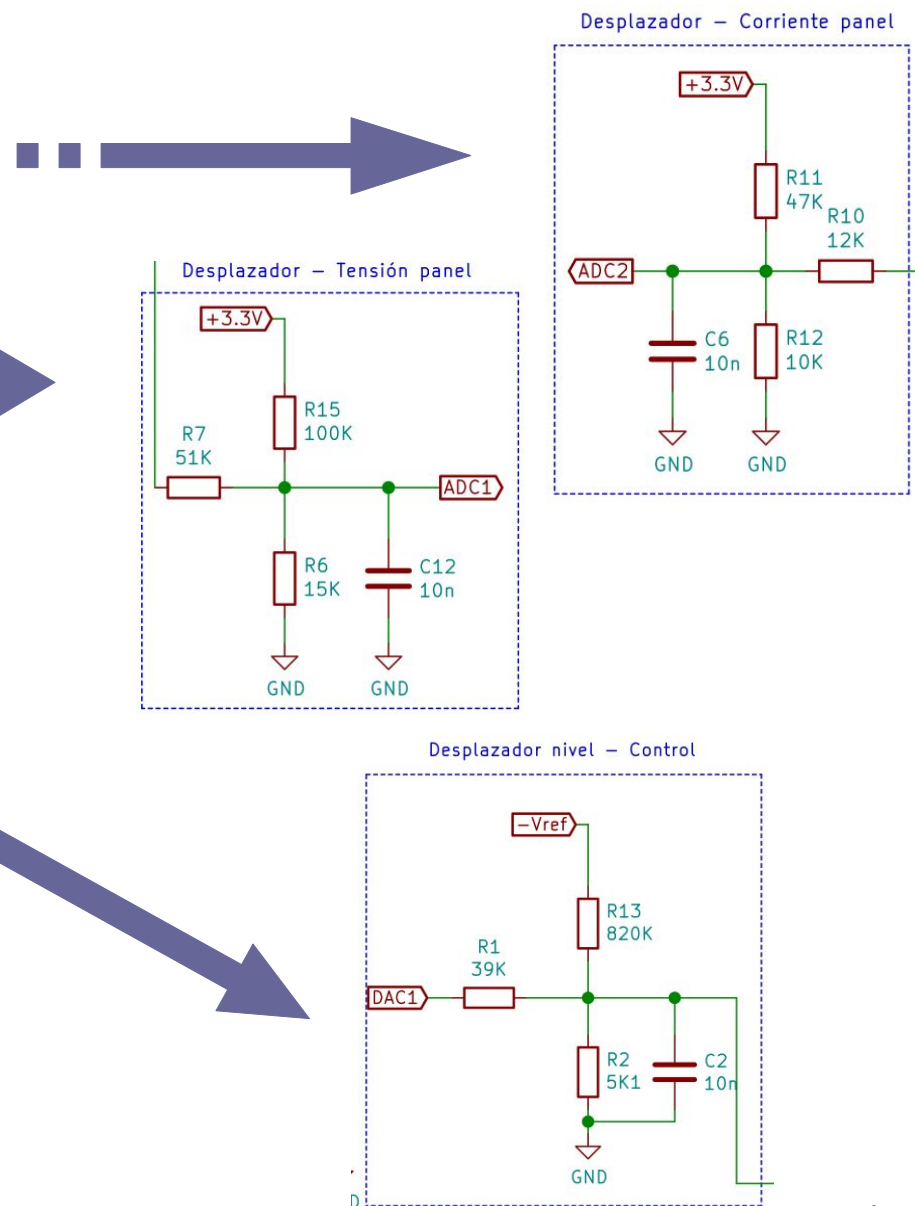 Desplazador – Corriente panel
+3.3V
R11
47K
R10
12K
ADC2
C6
10n
R12
10K
GND
GND
Desplazador – Tensión panel
+3.3V
R15
100K
R7
51K
ADC1
R6
15K
C12
10n
GND
GND
Desplazador nivel – Control
-Vref
R13
820K
R1
39K
DAC1
R2
5K1
C2
10n
GND
D